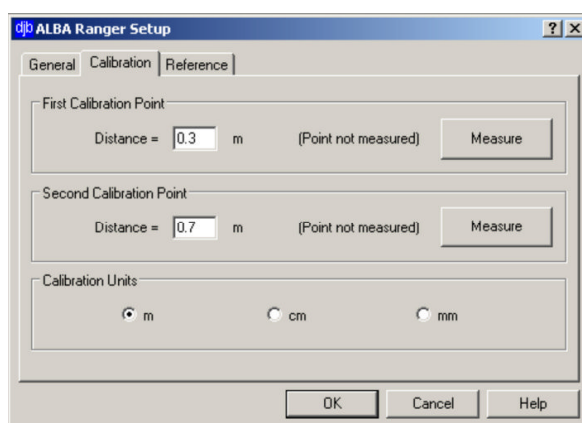 djb ALBA Ranger Setup
General Calibration Reference
First Calibration Point
Distance = 0.3 m (Point not measured) Measure
Second Calibration Point
Distance = 0.7 m (Point not measured) Measure
Calibration Units
m cm mm
OK Cancel Help